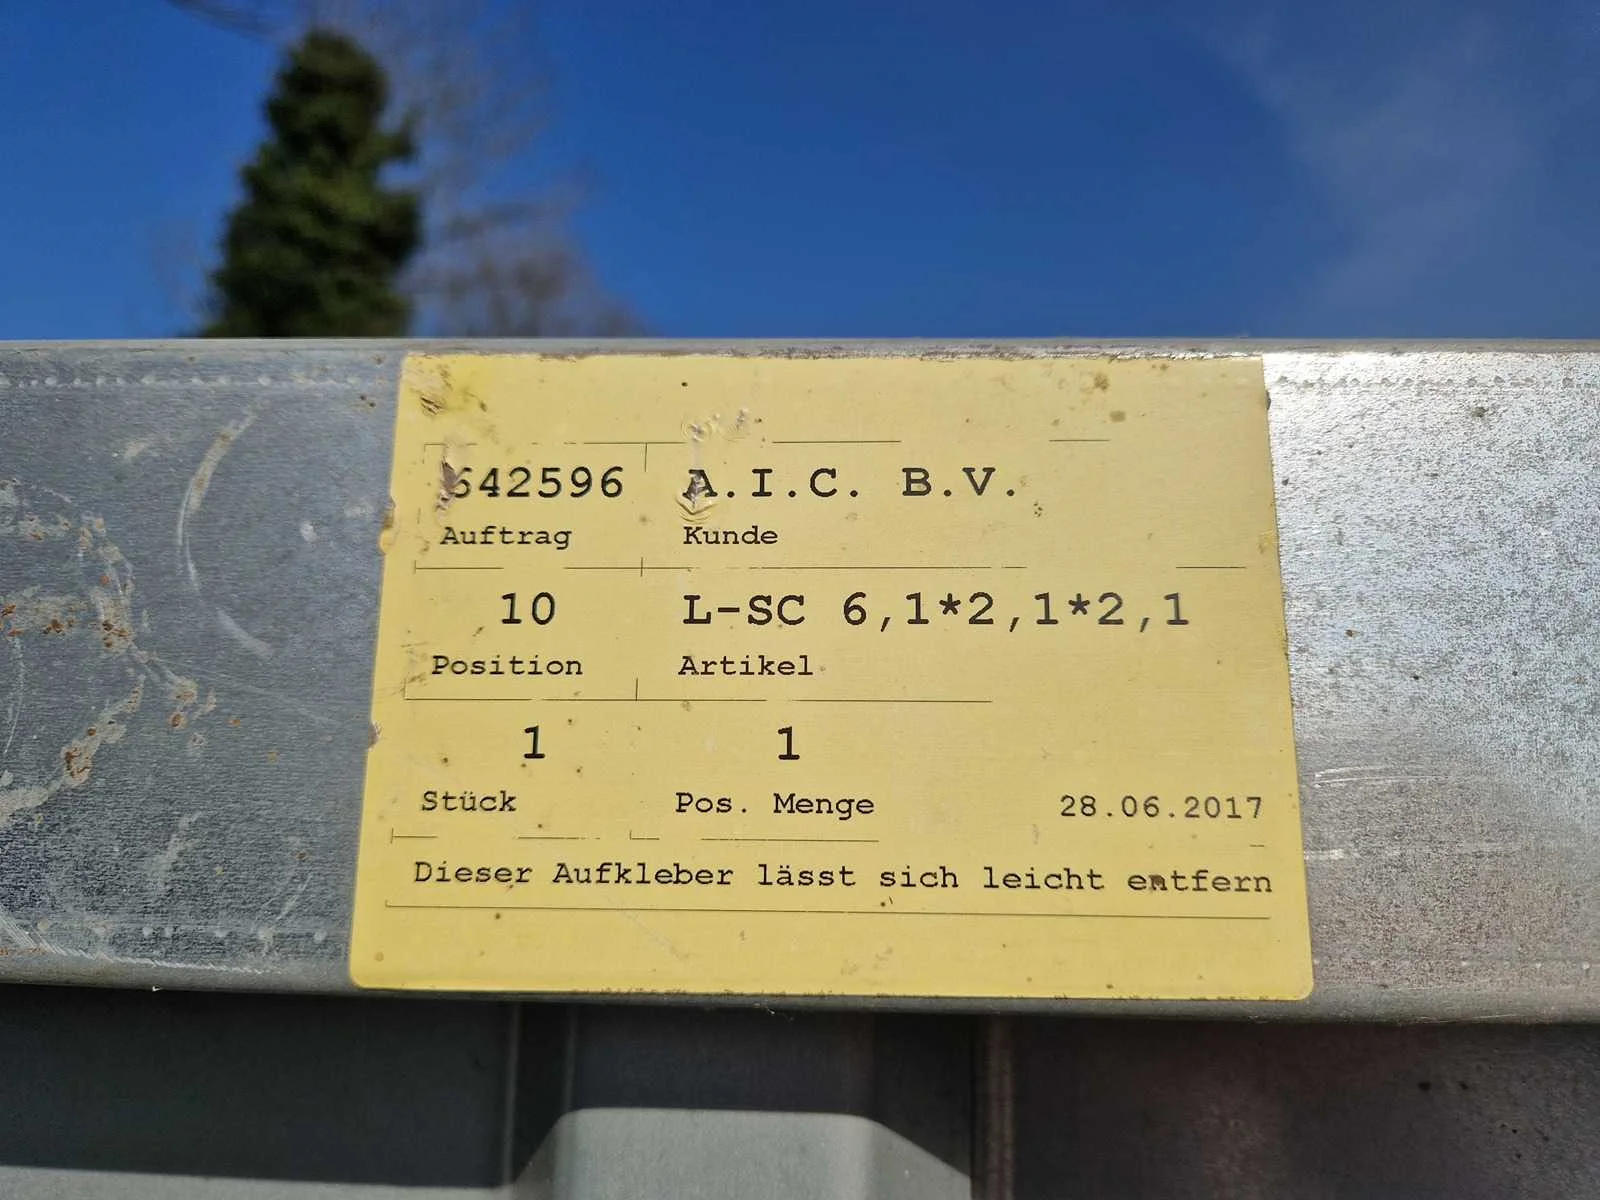 642596 A.I.C. B.V.
Auftrag Kunde
10 L-SC 6,1*2,1*2,1
Position Artikel
1 1
Stück Pos. Menge 28.06.2017
Dieser Aufkleber lässt sich leicht entfern